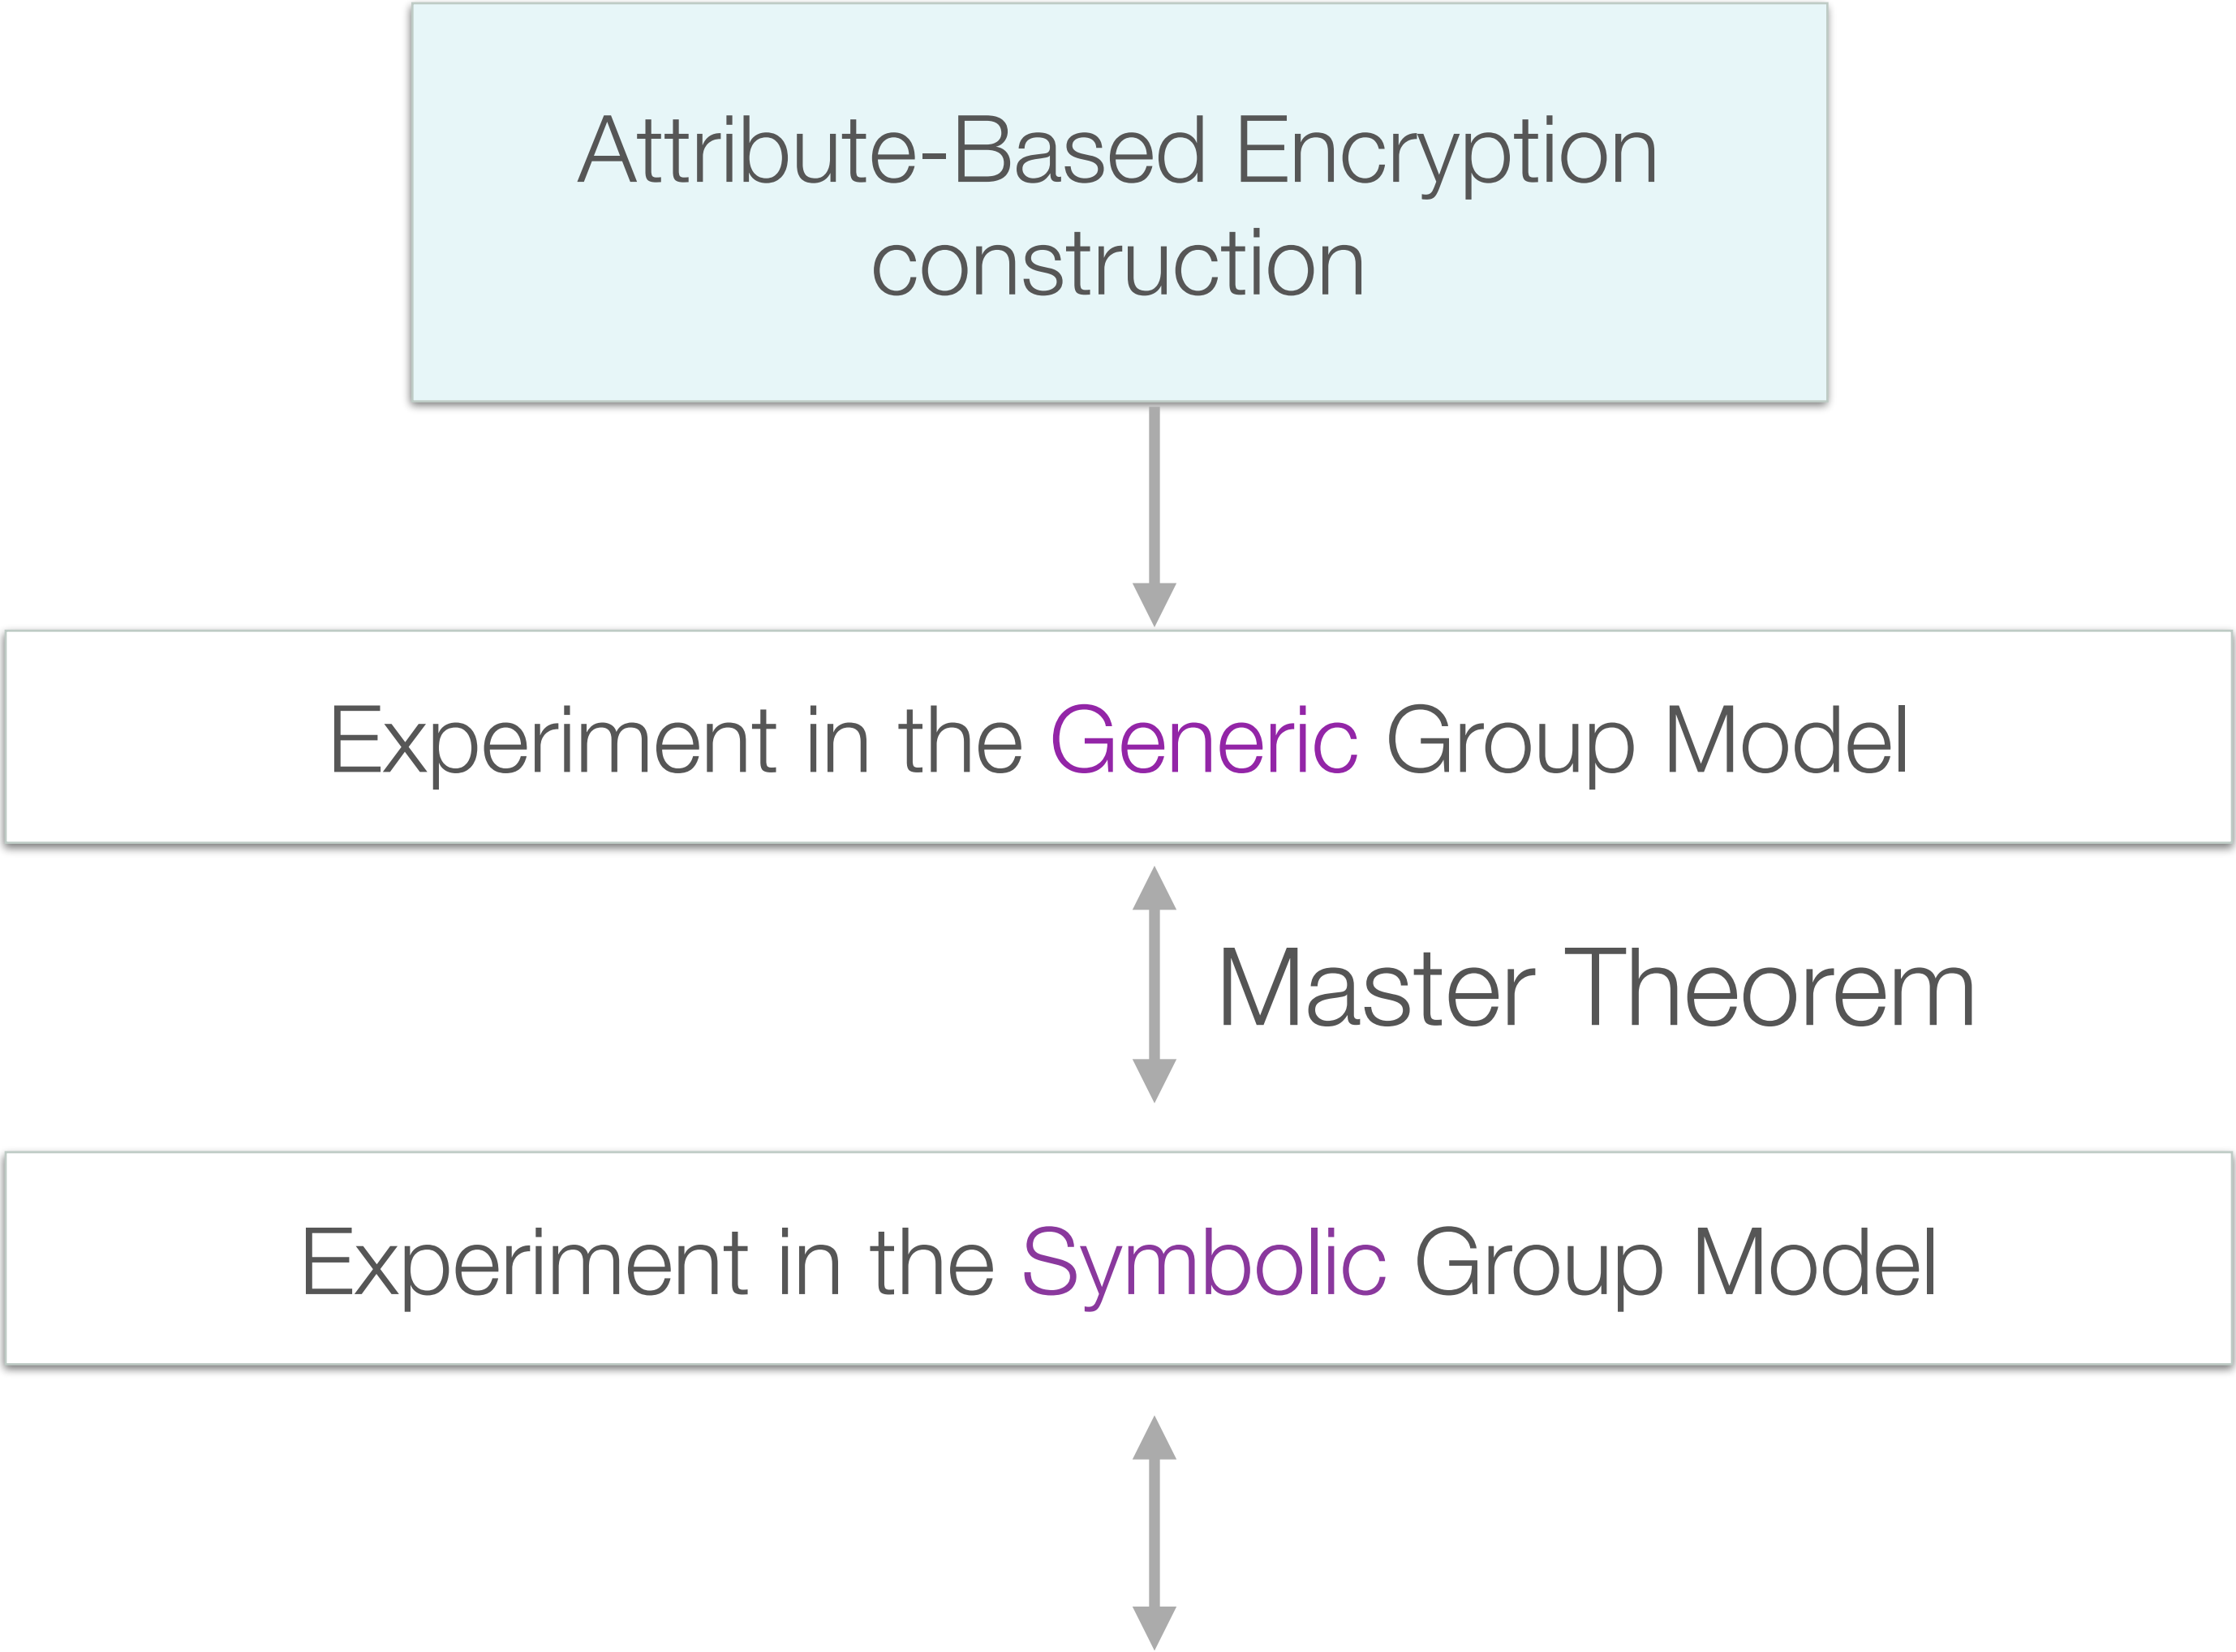 Attribute-Based Encryption
construction
Experiment in the Generic Group Model
Master Theorem
Experiment in the Symbolic Group Model